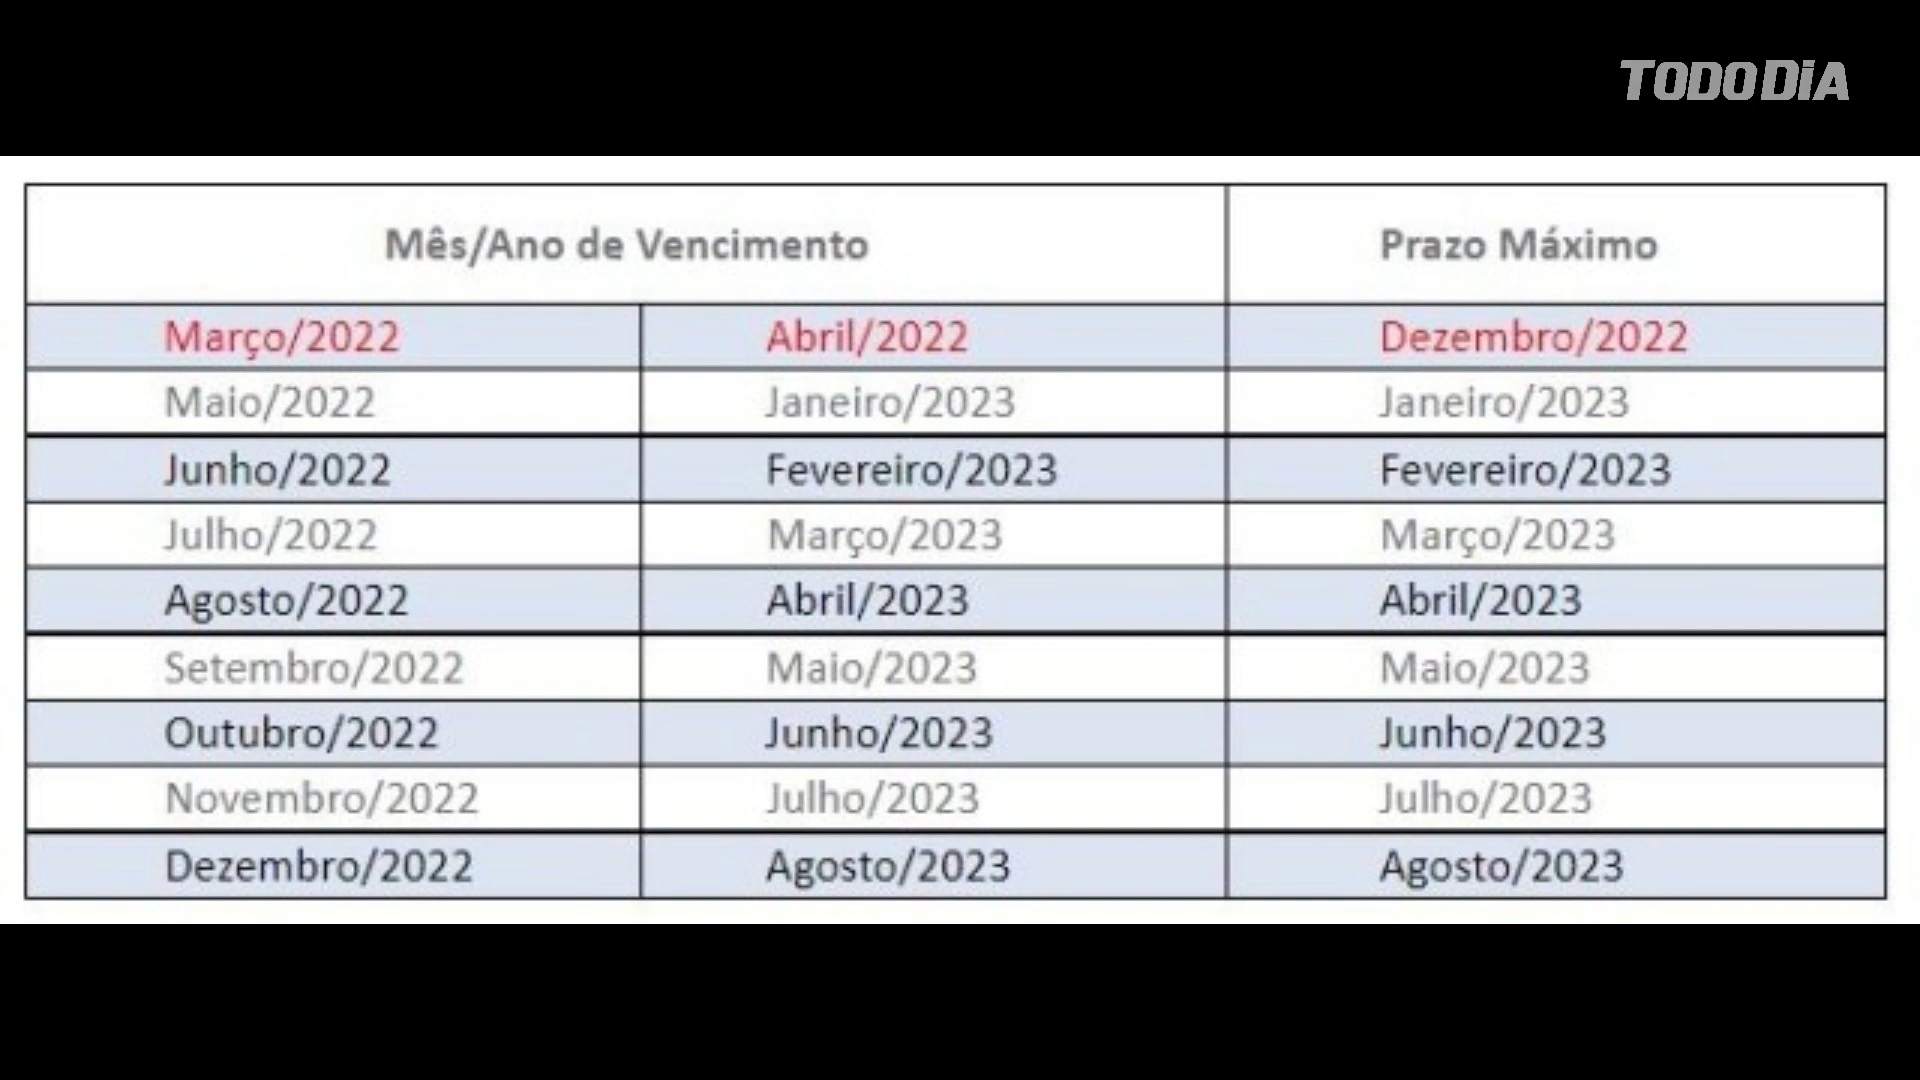 TODODiA
Mês/Ano de Vencimento Prazo Máximo
Março/2022 Abril/2022 Dezembro/2022
Maio/2022 Janeiro/2023 Janeiro/2023
Junho/2022 Fevereiro/2023 Fevereiro/2023
Julho/2022 Março/2023 Março/2023
Agosto/2022 Abril/2023 Abril/2023
Setembro/2022 Maio/2023 Maio/2023
Outubro/2022 Junho/2023 Junho/2023
Novembro/2022 Julho/2023 Julho/2023
Dezembro/2022 Agosto/2023 Agosto/2023